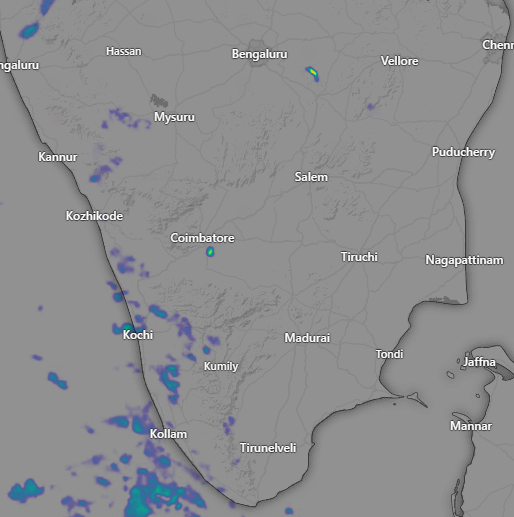 Chenn
Hassan
Bengaluru
Vellore
ngaluru
Mysuru
Kannur
Puducherry
Salem
Kozhikode
Coimbatore
Tiruchi
Nagapattinam
Kochi
Madurai
Tondi
Kumily
Jaffna
Mannar
Kollam
Tirunelveli